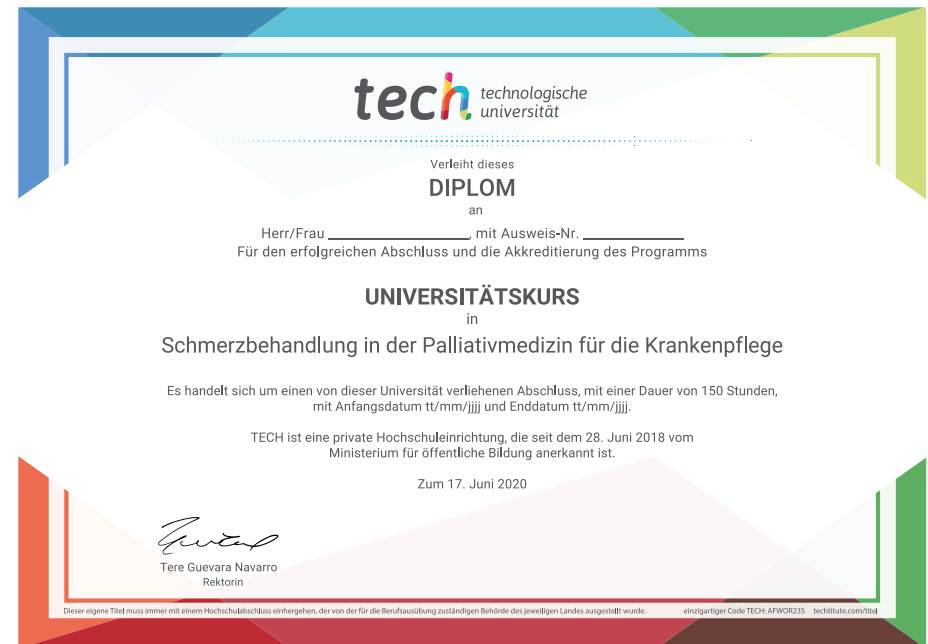 tech technologische
universität
Verleiht dieses
DIPLOM
an
Herr/Frau ____________________, mit Ausweis-Nr. ______________
Für den erfolgreichen Abschluss und die Akkreditierung des Programms
UNIVERSITÄTSKURS
in
Schmerzbehandlung in der Palliativmedizin für die Krankenpflege
Es handelt sich um einen von dieser Universität verliehenen Abschluss, mit einer Dauer von 150 Stunden,
mit Anfangsdatum tt/mm/jjjj und Enddatum tt/mm/jjjj.
TECH ist eine private Hochschuleinrichtung, die seit dem 28. Juni 2018 vom
Ministerium für öffentliche Bildung anerkannt ist.
Zum 17. Juni 2020
Tere Guevara Navarro
Rektorin
Dieser eigene Titel muss immer mit einem Hochschulabschluss einhergehen, der von der für die Berufsausübung zuständigen Behörde des jeweiligen Landes ausgestellt wurde. einzigartiger Code TECH: AFWOR23S techtitute.com/titel